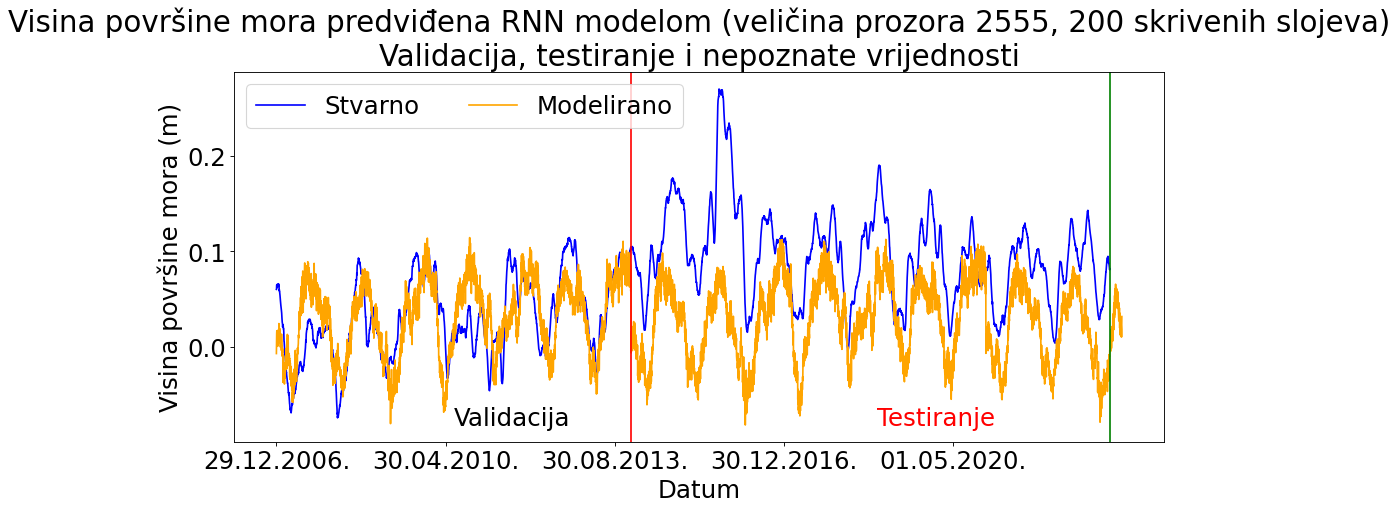 Visina površine mora predviđena RNN modelom (veličina prozora 2555, 200 skrivenih slojeva)
Validacija, testiranje i nepoznate vrijednosti
Stvarno
Modelirano
Visina površine mora (m)
0.2
0.1
0.0
Validacija
Testiranje
29.12.2006.
30.04.2010.
30.08.2013.
30.12.2016.
01.05.2020.
Datum